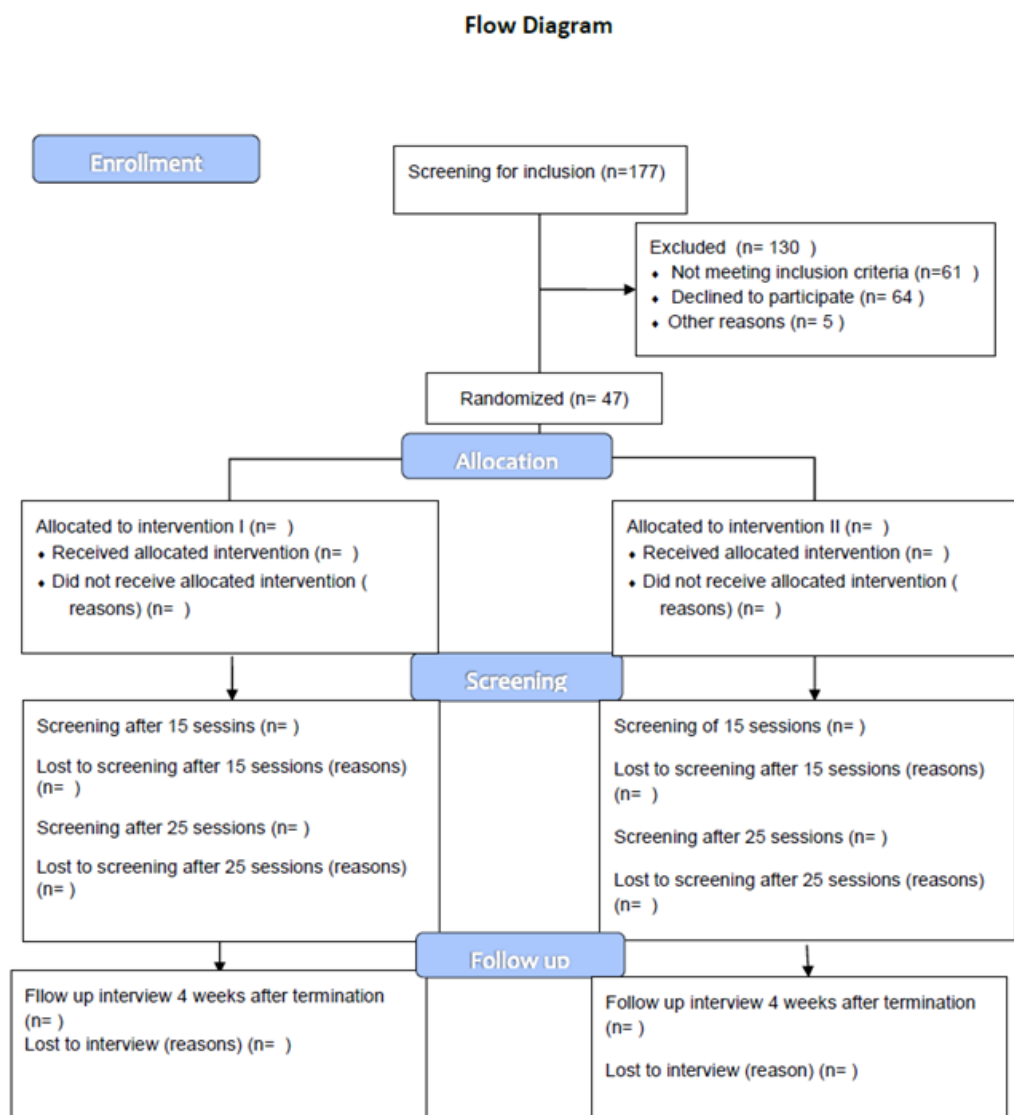 Flow Diagram
Enrollment
Screening for inclusion (n=177)
Excluded (n= 130 )
⬧ Not meeting inclusion criteria (n=61 )
⬧ Declined to participate (n= 64 )
⬧ Other reasons (n= 5 )
Randomized (n= 47)
Allocation
Allocated to intervention I (n= )
⬧ Received allocated intervention (n= )
⬧ Did not receive allocated intervention (
reasons) (n= )
Allocated to intervention II (n= )
⬧ Received allocated intervention (n= )
⬧ Did not receive allocated intervention (
reasons) (n= )
Screening
Screening after 15 sessins (n= )
Lost to screening after 15 sessions (reasons)
(n= )
Screening after 25 sessions (n= )
Lost to screening after 25 sessions (reasons)
(n= )
Screening of 15 sessions (n= )
Lost to screening after 15 sessions (reasons)
(n= )
Screening after 25 sessions (n= )
Lost to screening after 25 sessions (reasons)
(n= )
Follow up
Fllow up interview 4 weeks after termination
(n= )
Lost to interview (reasons) (n= )
Follow up interview 4 weeks after termination
(n= )
Lost to interview (reason) (n= )